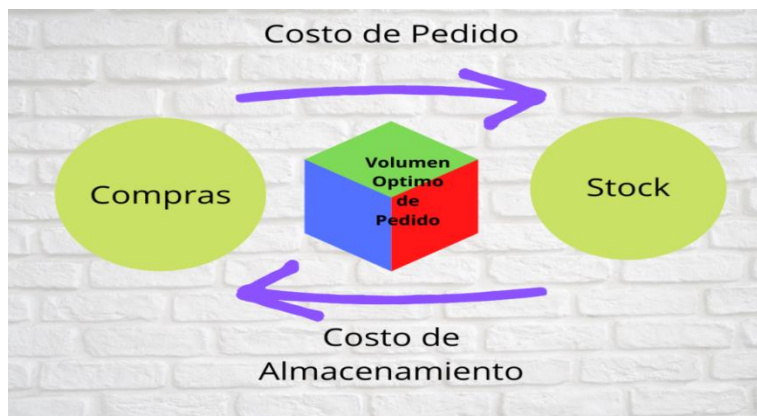 Costo de Pedido
Compras
Volumen
Optimo
de
Pedido
Stock
Costo de
Almacenamiento